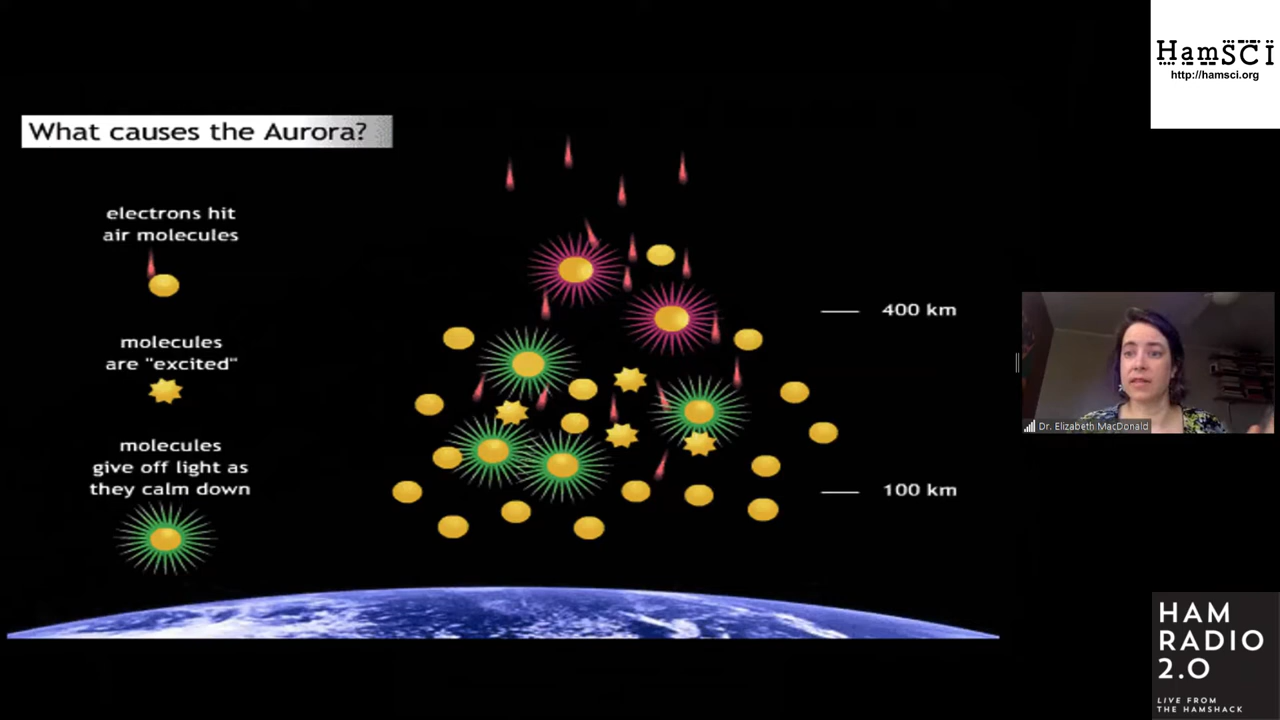 What causes the Aurora?
electrons hit
air molecules
molecules
are "excited"
molecules
give off light as
they calm down
400 km
100 km
HamSCI
http://hamsci.org
Dr. Elizabeth MacDonald
HAM
RADIO
2.0
LIVE FROM
THE HAMSHACK